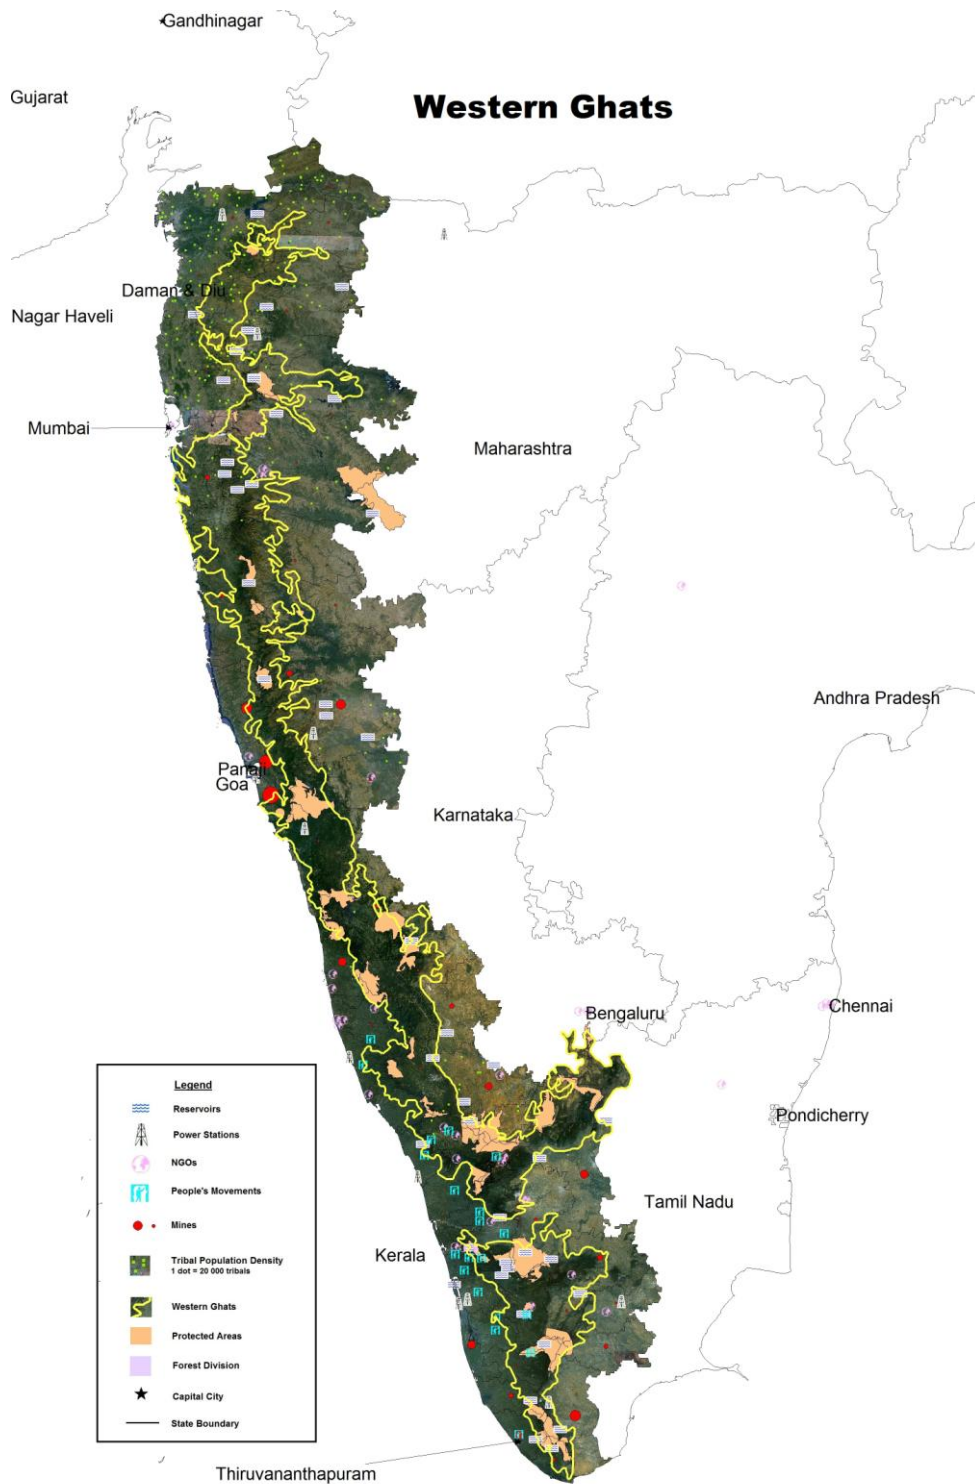 Gandhinagar
Gujarat
Western Ghats
Daman & Diu
Nagar Haveli
Mumbai
Maharashtra
Andhra Pradesh
Panaji
Goa
Karnataka
Bengaluru
Chennai
Pondicherry
Tamil Nadu
Kerala
Legend
Reservoirs
Power Stations
NGOs
People's Movements
Mines
Tribal Population Density
1 dot = 20 000 tribals
Western Ghats
Protected Areas
Forest Division
Capital City
State Boundary
Thiruvananthapuram